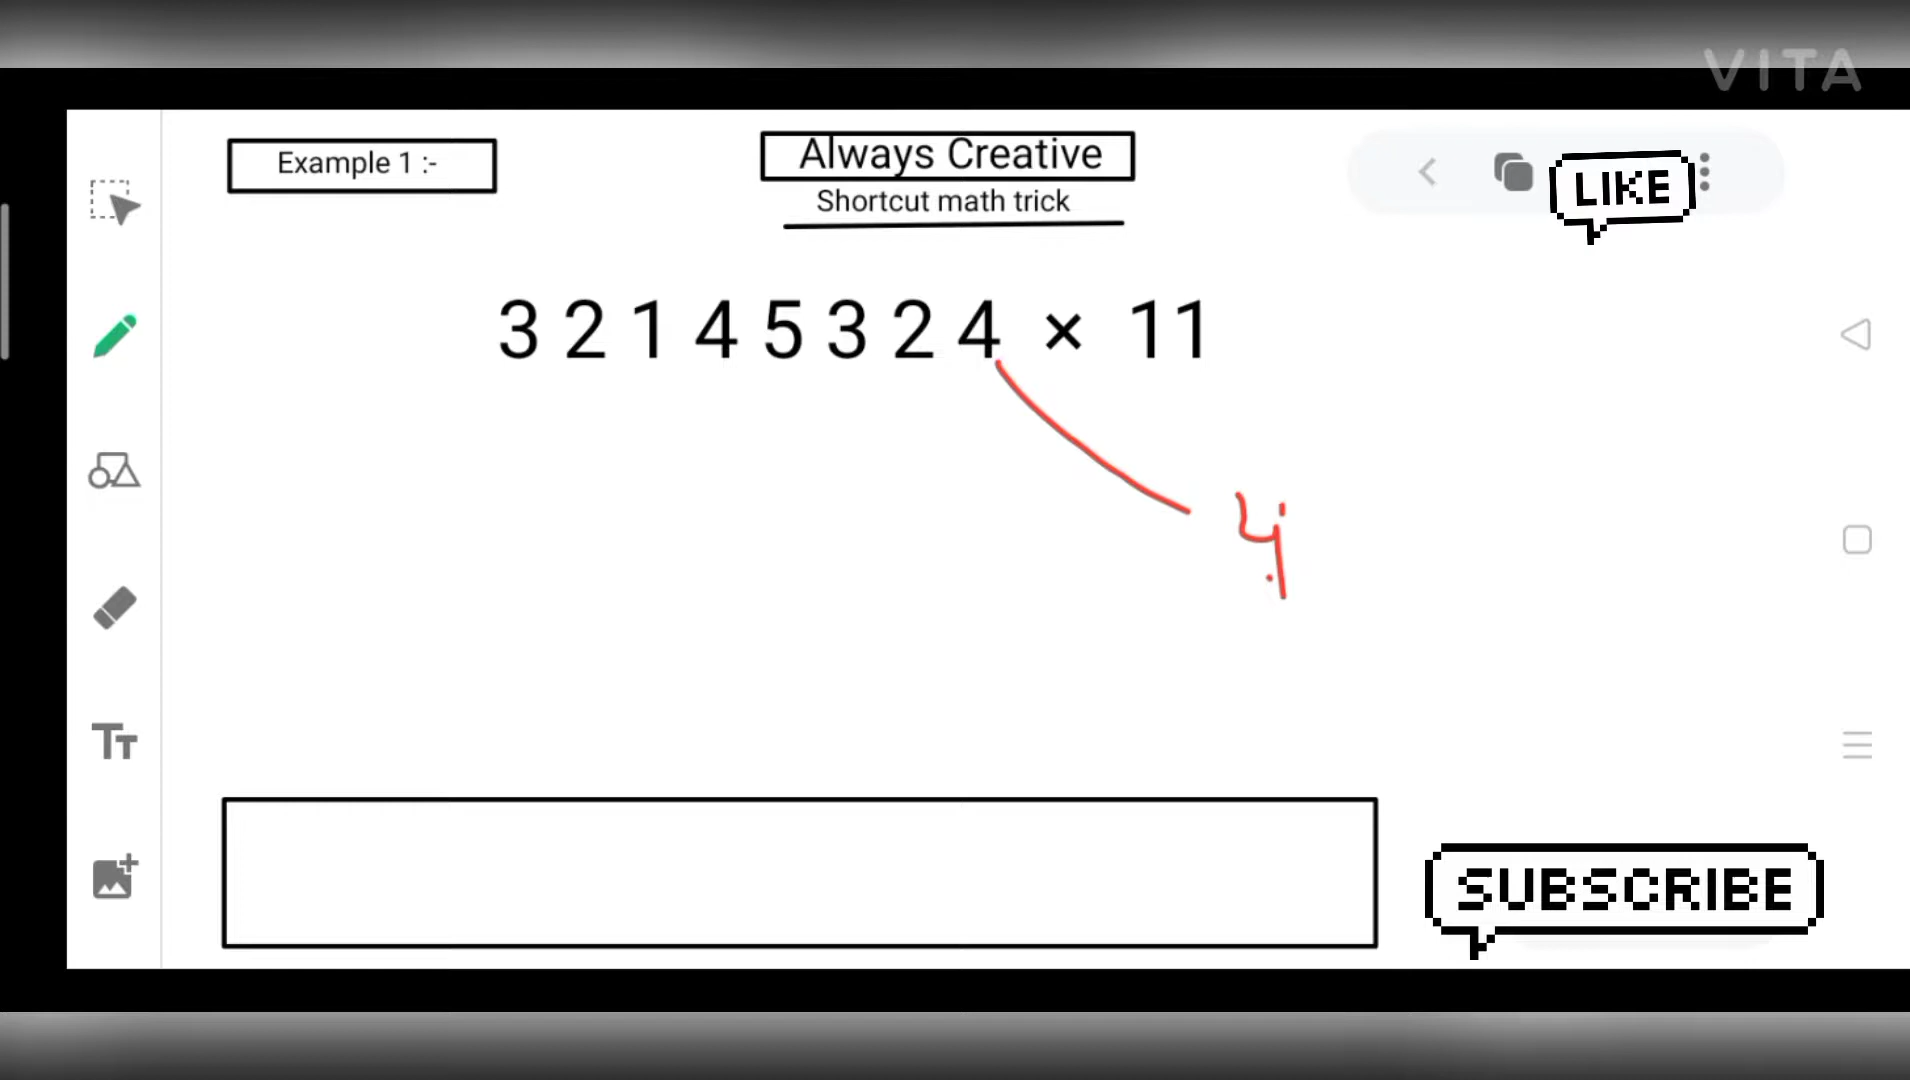 VITA
Example 1 :-
Always Creative
Shortcut math trick
LIKE
3 2 1 4 5 3 2 4 × 11
4
TT
SUBSCRIBE